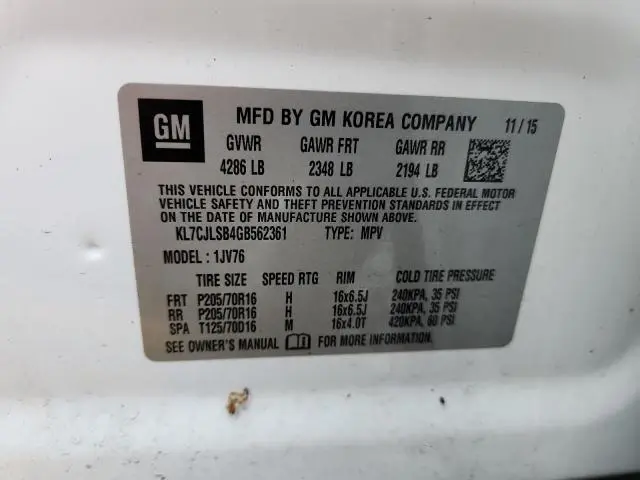 GM
MFD BY GM KOREA COMPANY 11/15
GVWR GAWR FRT GAWR RR
4286 LB 2348 LB 2194 LB
THIS VEHICLE CONFORMS TO ALL APPLICABLE U.S. FEDERAL MOTOR
VEHICLE SAFETY AND THEFT PREVENTION STANDARDS IN EFFECT
ON THE DATE OF MANUFACTURE SHOWN ABOVE.
KL7CJLSB4GB562361 TYPE: MPV
MODEL: 1JV76
TIRE SIZE SPEED RTG RIM COLD TIRE PRESSURE
FRT P205/70R16 H 16x6.5J 240KPA, 35 PSI
RR P205/70R16 H 16x6.5J 240KPA, 35 PSI
SPA T125/70D16 M 16x4.0T 420KPA, 60 PSI
SEE OWNER'S MANUAL FOR MORE INFORMATION.